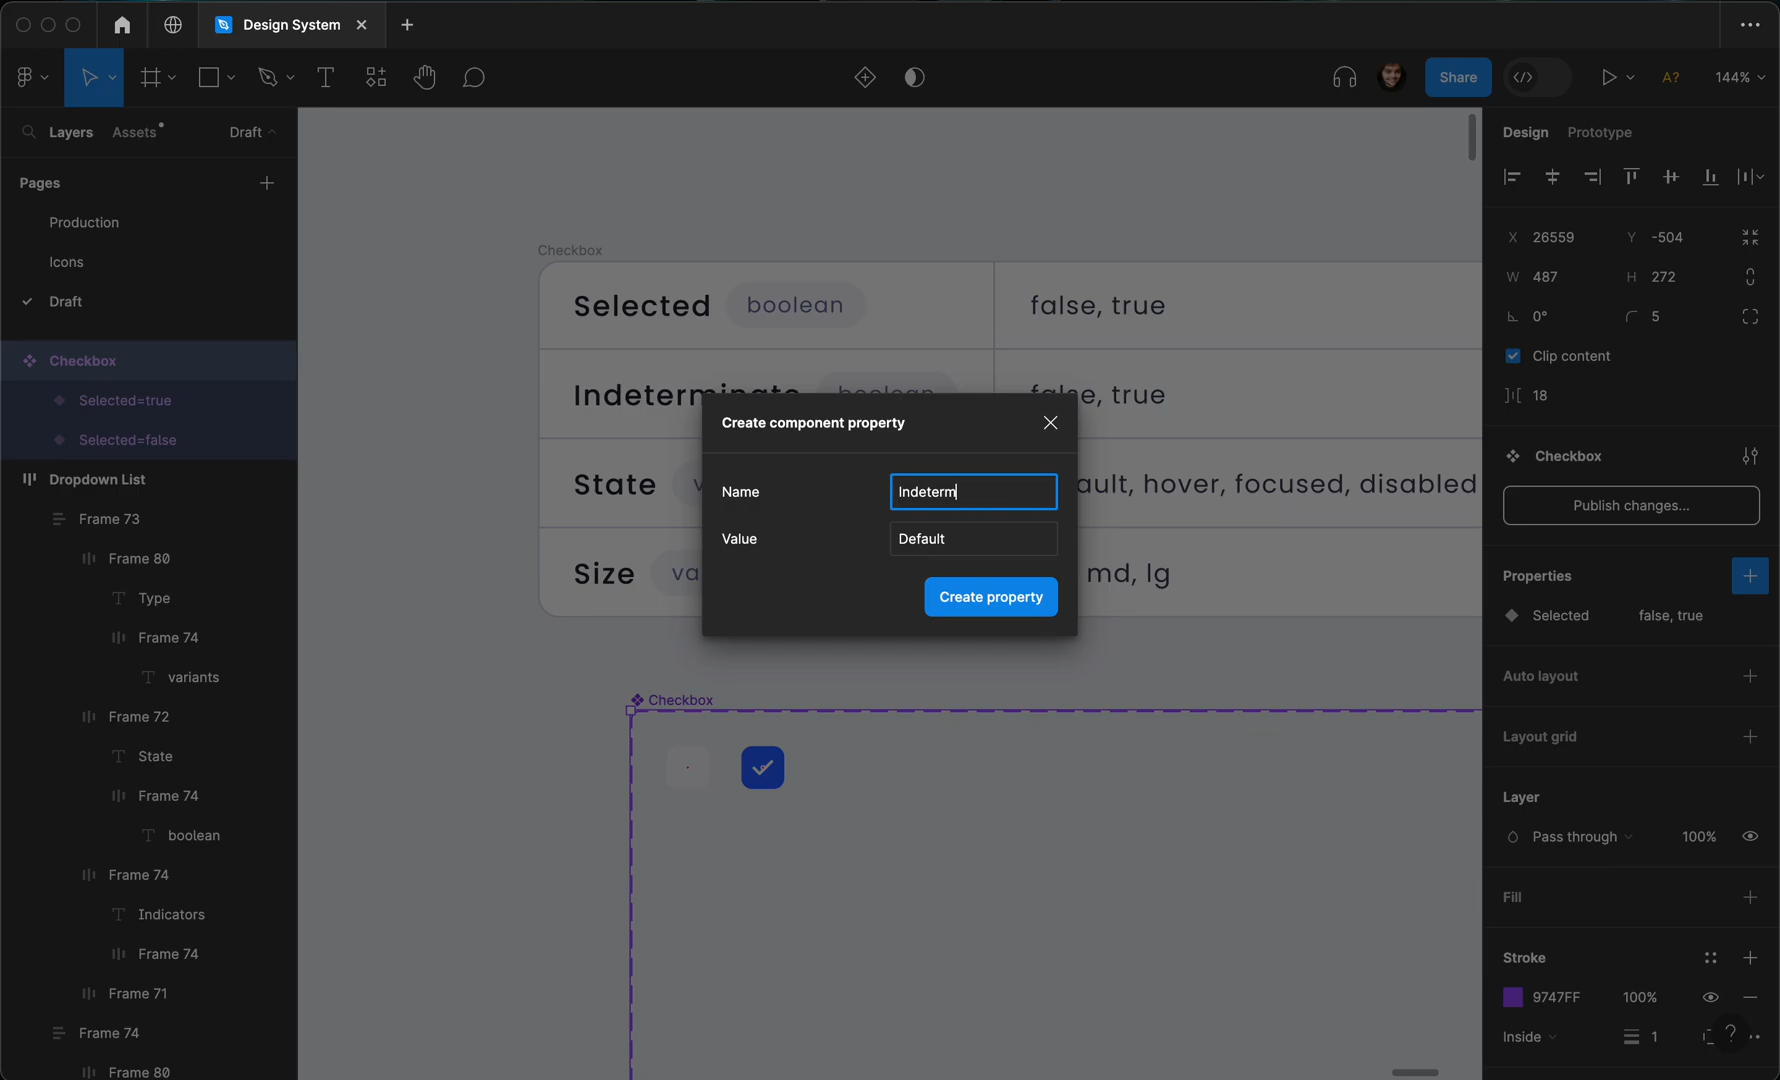 Design System
Share
A?
144%
Layers
Assets
Draft
Design
Prototype
Pages
Production
Icons
Draft
Checkbox
Selected=true
Selected=false
Dropdown List
Frame 73
Frame 80
Type
Frame 74
variants
Frame 72
State
Frame 74
boolean
Frame 74
Indicators
Frame 74
Frame 71
Frame 74
Frame 80
Checkbox
Selected boolean false, true
Indeterminate boolean false, true
State ault, hover, focused, disabled
Size va md, lg
Create component property
Name Indeterm
Value Default
Create property
Checkbox
X 26559 Y -504
W 487 H 272
0° 5
Clip content
18
Checkbox
Publish changes...
Properties
Selected false, true
Auto layout
Layout grid
Layer
Pass through 100%
Fill
Stroke
9747FF 100%
Inside 1
?